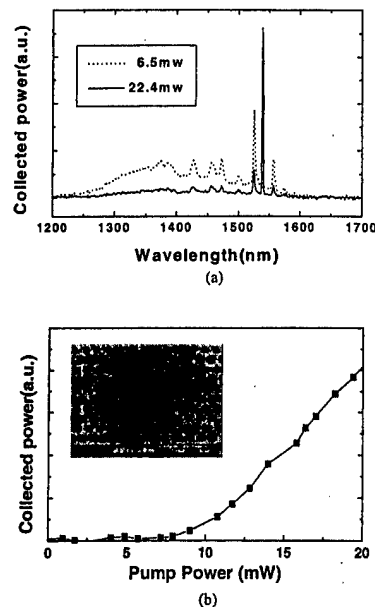 Collected power(a.u.)
6.5mw
22.4mw
1200 1300 1400 1500 1600 1700
Wavelength(nm)
(a)
Collected power(a.u.)
0 5 10 15 20
Pump Power (mW)
(b)